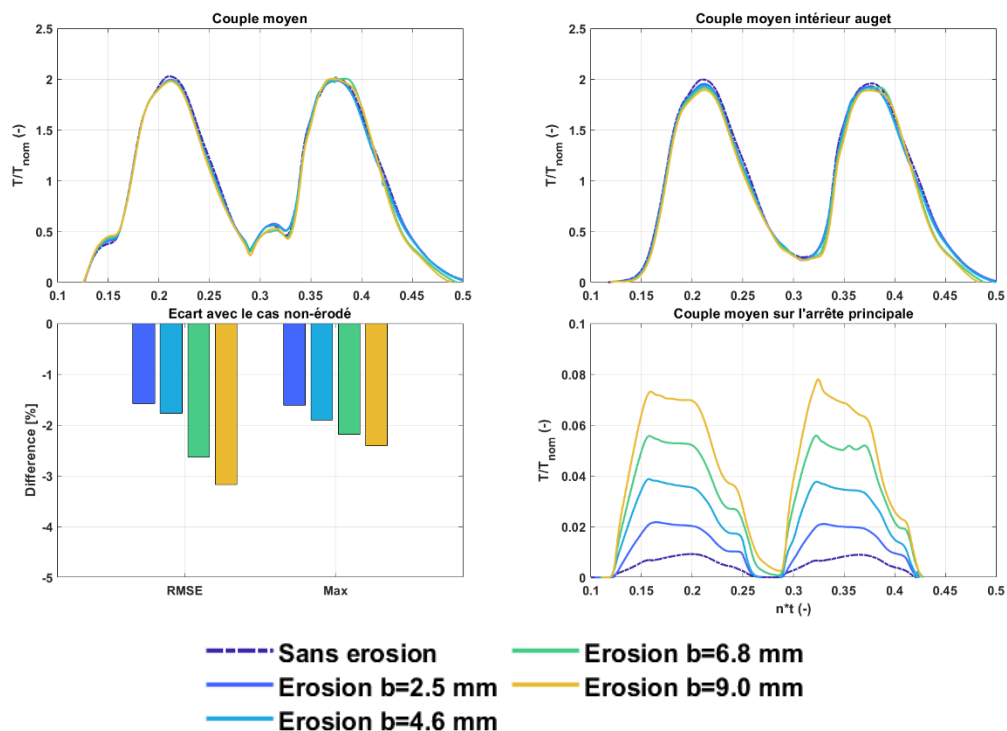 Couple moyen
2.5
2
1.5
1
0.5
0
T/T_nom (-)
0.1 0.15 0.2 0.25 0.3 0.35 0.4 0.45 0.5
Couple moyen intérieur auget
2.5
2
1.5
1
0.5
0
T/T_nom (-)
0.1 0.15 0.2 0.25 0.3 0.35 0.4 0.45 0.5
Ecart avec le cas non-érodé
0
-1
-2
-3
-4
-5
Difference [%]
RMSE Max
Couple moyen sur l'arrête principale
0.1
0.08
0.06
0.04
0.02
0
T/T_nom (-)
0.1 0.15 0.2 0.25 0.3 0.35 0.4 0.45 0.5
n*t (-)
Sans erosion
Erosion b=2.5 mm
Erosion b=4.6 mm
Erosion b=6.8 mm
Erosion b=9.0 mm